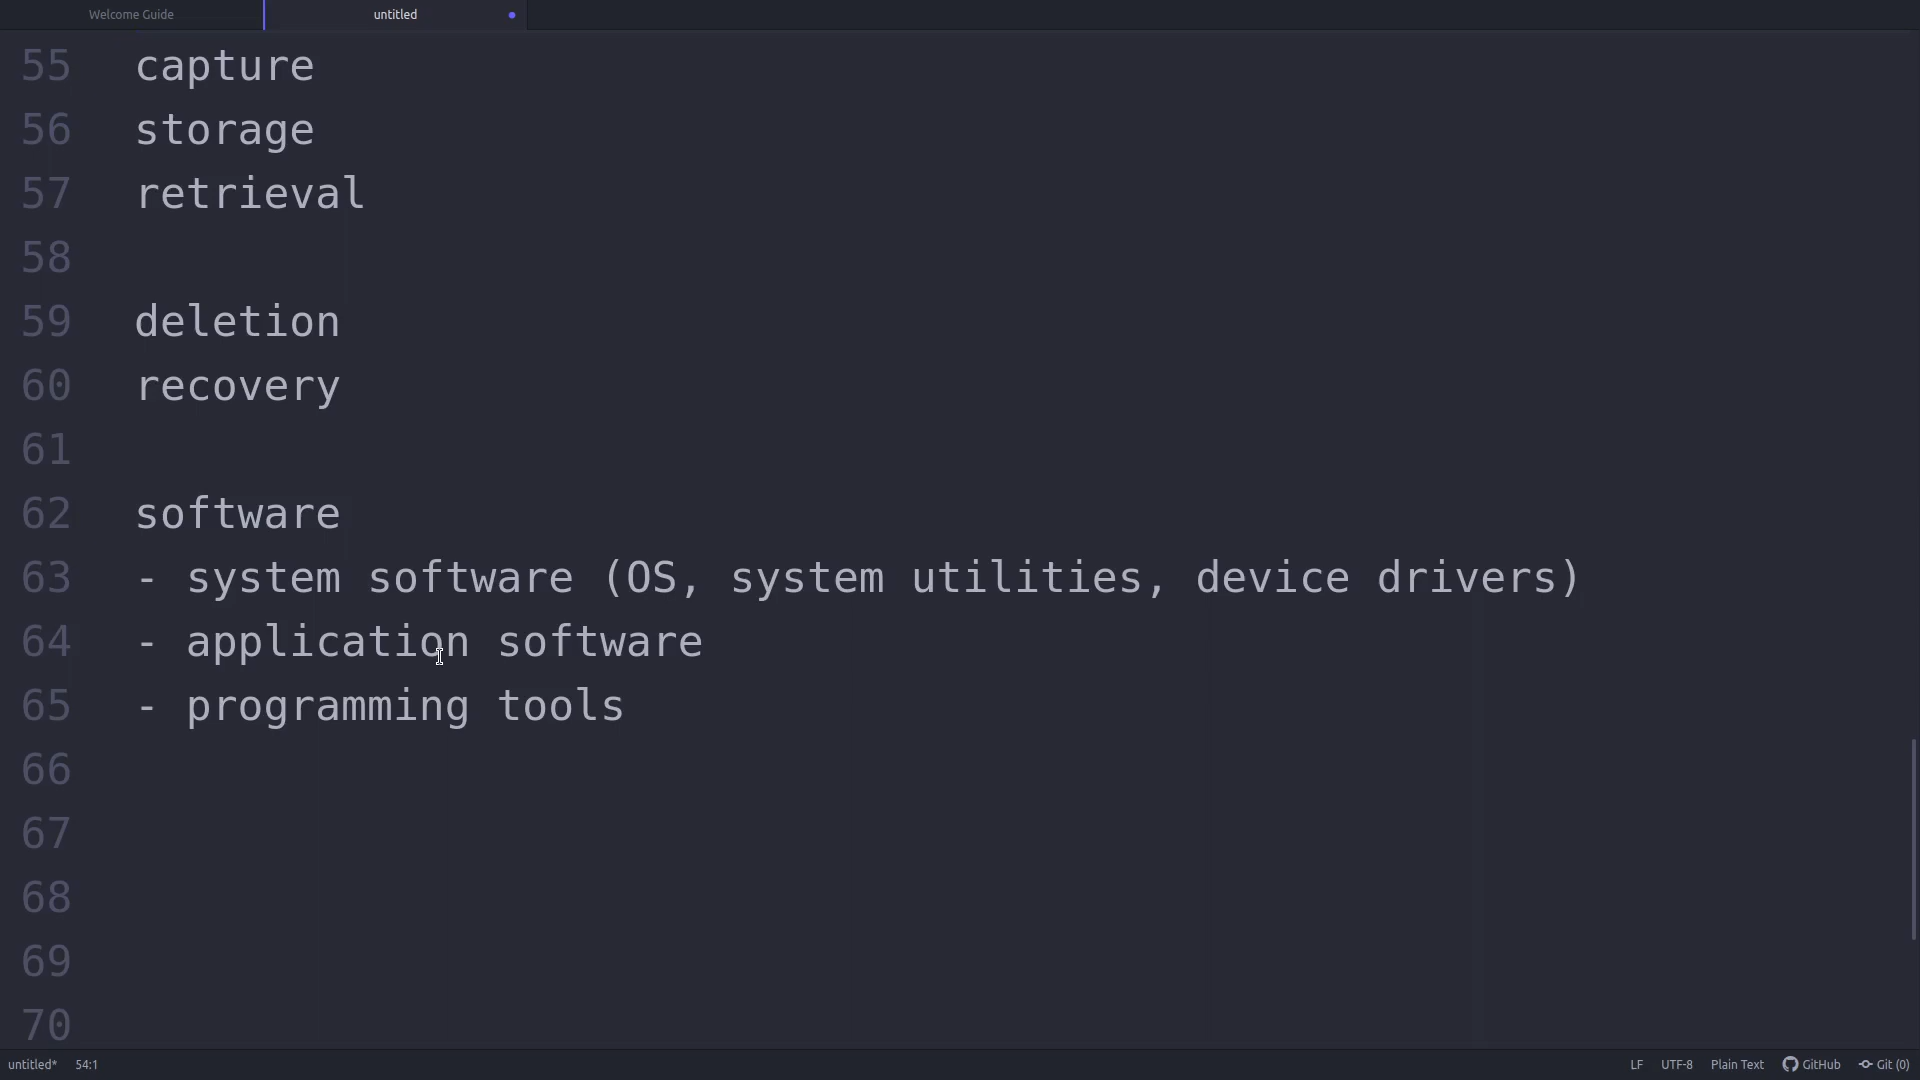 Welcome Guide
untitled
55 capture
56 storage
57 retrieval
58
59 deletion
60 recovery
61
62 software
63 - system software (OS, system utilities, device drivers)
64 - application software
65 - programming tools
66
67
68
69
70
untitled* 54:1 LF UTF-8 Plain Text GitHub Git (0)